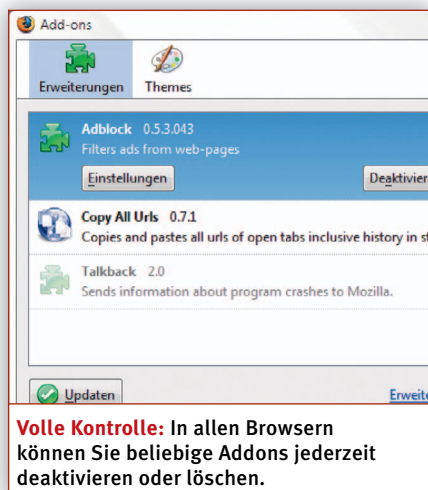 Add-ons
Erweiterungen Themes
Adblock 0.5.3.043
Filters ads from web-pages
Einstellungen Deaktivier
Copy All Urls 0.7.1
Copies and pastes all urls of open tabs inclusive history in st
Talkback 2.0
Sends information about program crashes to Mozilla.
Updaten Erweite
Volle Kontrolle: In allen Browsern
können Sie beliebige Addons jederzeit
deaktivieren oder löschen.